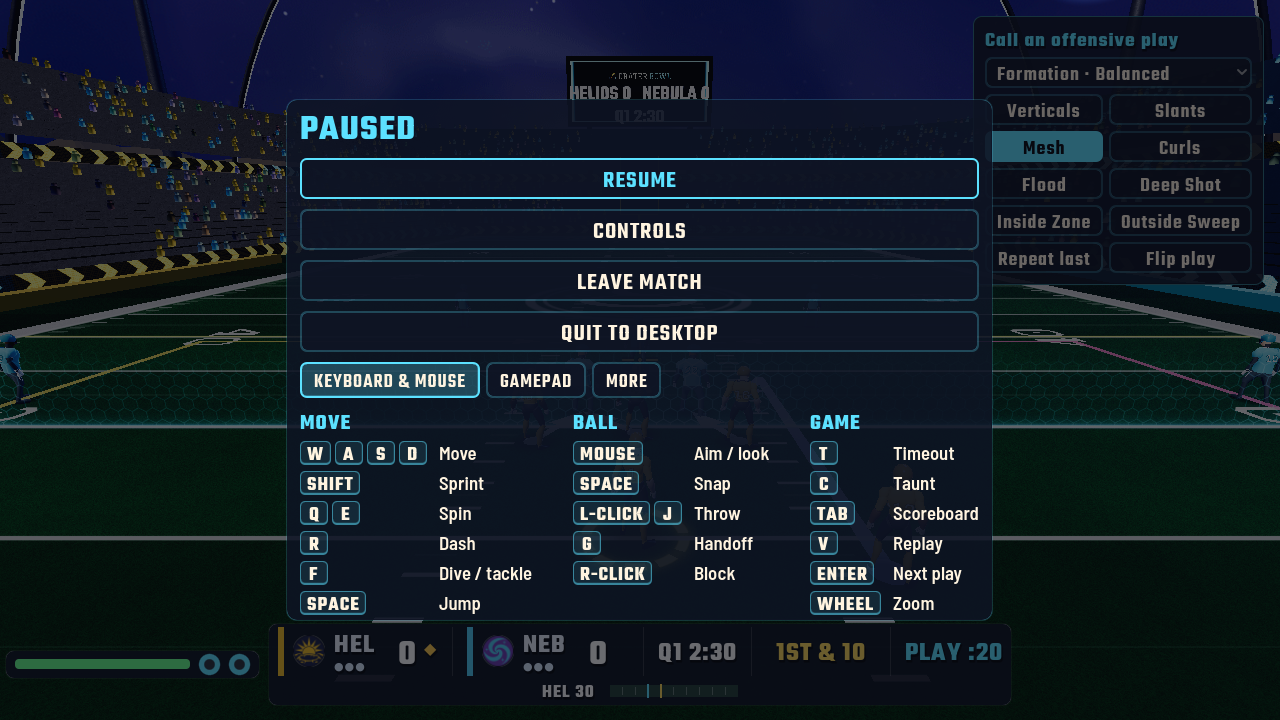 Call an offensive play
Formation · Balanced
Verticals
Slants
Mesh
Curls
Flood
Deep Shot
Inside Zone
Outside Sweep
Repeat last
Flip play
CRATER BOWL
HELIOS 0 NEBULA 0
Q1 2:30
PAUSED
RESUME
CONTROLS
LEAVE MATCH
QUIT TO DESKTOP
KEYBOARD & MOUSE
GAMEPAD
MORE
MOVE
W A S D Move
SHIFT Sprint
Q E Spin
R Dash
F Dive / tackle
SPACE Jump
BALL
MOUSE Aim / look
SPACE Snap
L-CLICK J Throw
G Handoff
R-CLICK Block
GAME
T Timeout
C Taunt
TAB Scoreboard
V Replay
ENTER Next play
WHEEL Zoom
HEL 0
NEB 0
Q1 2:30
1ST & 10
PLAY :20
HEL 30